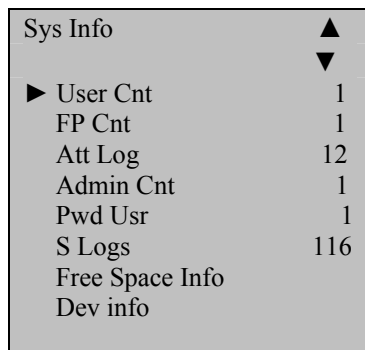 Sys Info ▲
▼
► User Cnt 1
FP Cnt 1
Att Log 12
Admin Cnt 1
Pwd Usr 1
S Logs 116
Free Space Info
Dev info